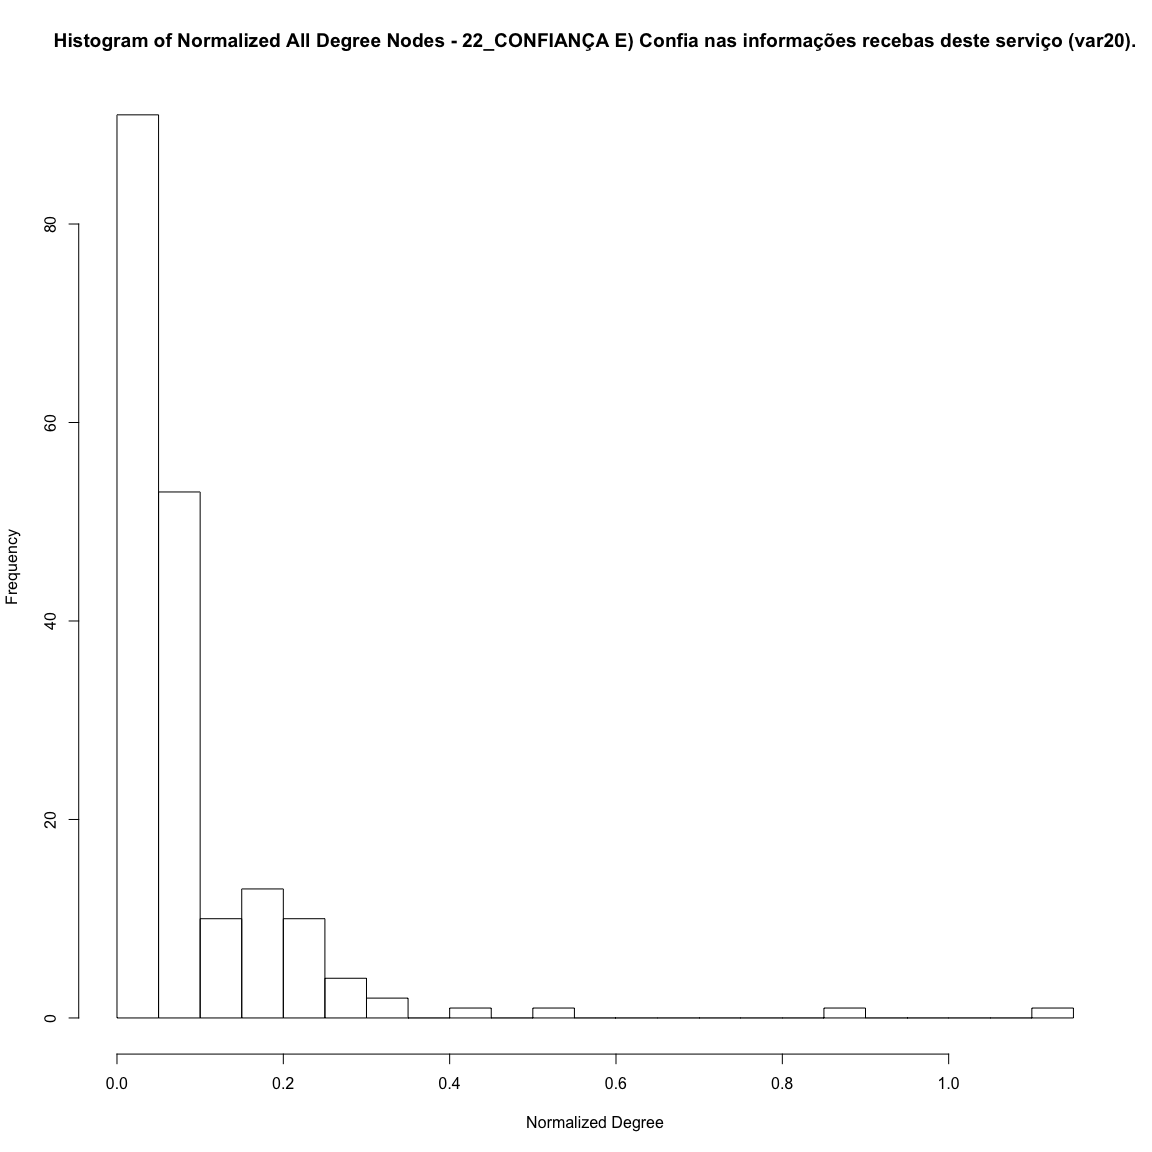 Histogram of Normalized All Degree Nodes - 22_CONFIANÇA E) Confia nas informações recebas deste serviço (var20).
80
60
40
20
0
Frequency
0.0 0.2 0.4 0.6 0.8 1.0
Normalized Degree